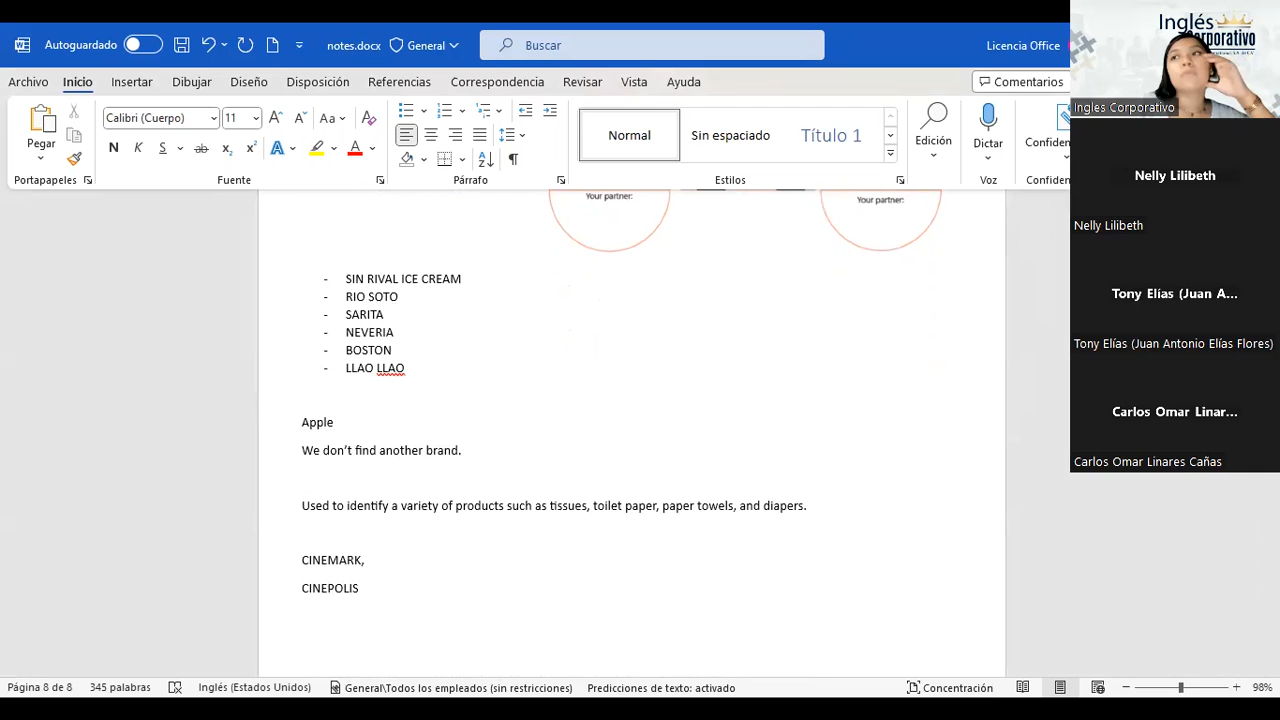 Autoguardado
notes.docx
General
Buscar
Licencia Office
Archivo
Inicio
Insertar
Dibujar
Diseño
Disposición
Referencias
Correspondencia
Revisar
Vista
Ayuda
Comentarios
Pegar
Calibri (Cuerpo)
11
Aa
N K S ab x₂ x² A A
Normal
Sin espaciado
Título 1
Edición
Dictar
Confiden
Confiden
Portapapeles
Fuente
Párrafo
Estilos
Voz
Your partner:
Your partner:
- SIN RIVAL ICE CREAM
- RIO SOTO
- SARITA
- NEVERIA
- BOSTON
- LLAO LLAO
Apple
We don’t find another brand.
Used to identify a variety of products such as tissues, toilet paper, paper towels, and diapers.
CINEMARK,
CINEPOLIS
Página 8 de 8
345 palabras
Inglés (Estados Unidos)
General\Todos los empleados (sin restricciones)
Predicciones de texto: activado
Concentración
98%
Inglés
Corporativo
Ingles Corporativo
Nelly Lilibeth
Nelly Lilibeth
Tony Elías (Juan A...
Tony Elías (Juan Antonio Elías Flores)
Carlos Omar Linar...
Carlos Omar Linares Cañas